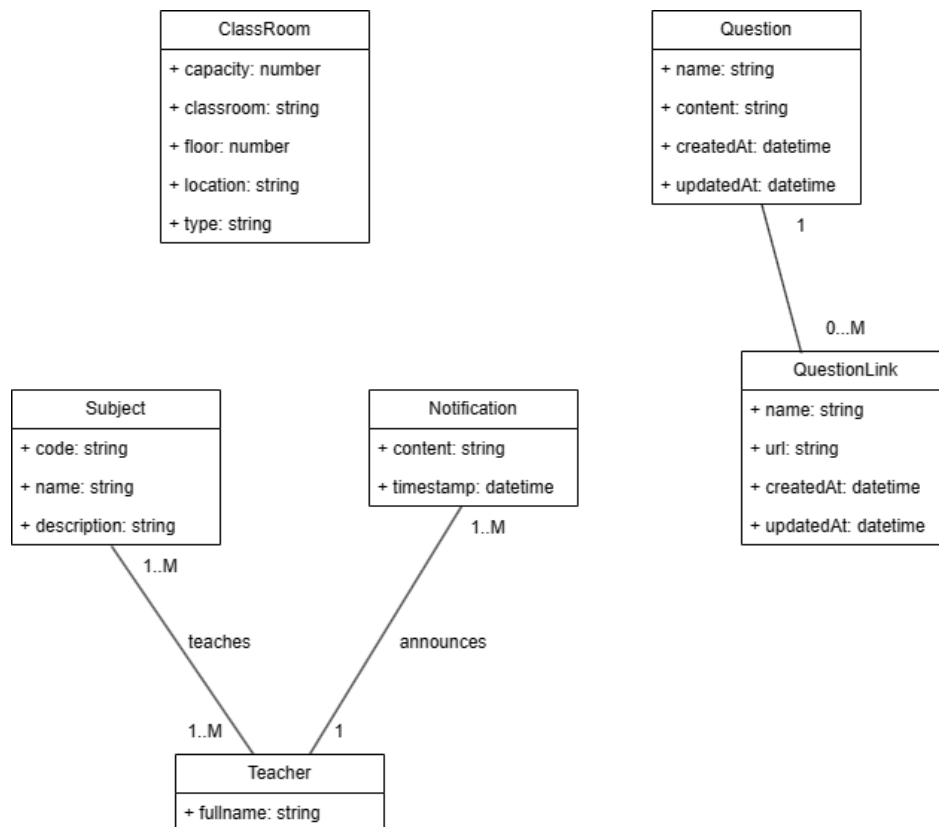 ClassRoom
+ capacity: number
+ classroom: string
+ floor: number
+ location: string
+ type: string
Question
+ name: string
+ content: string
+ createdAt: datetime
+ updatedAt: datetime
1
0...M
QuestionLink
+ name: string
+ url: string
+ createdAt: datetime
+ updatedAt: datetime
Subject
+ code: string
+ name: string
+ description: string
Notification
+ content: string
+ timestamp: datetime
1..M
1..M
teaches
announces
1..M
1
Teacher
+ fullname: string